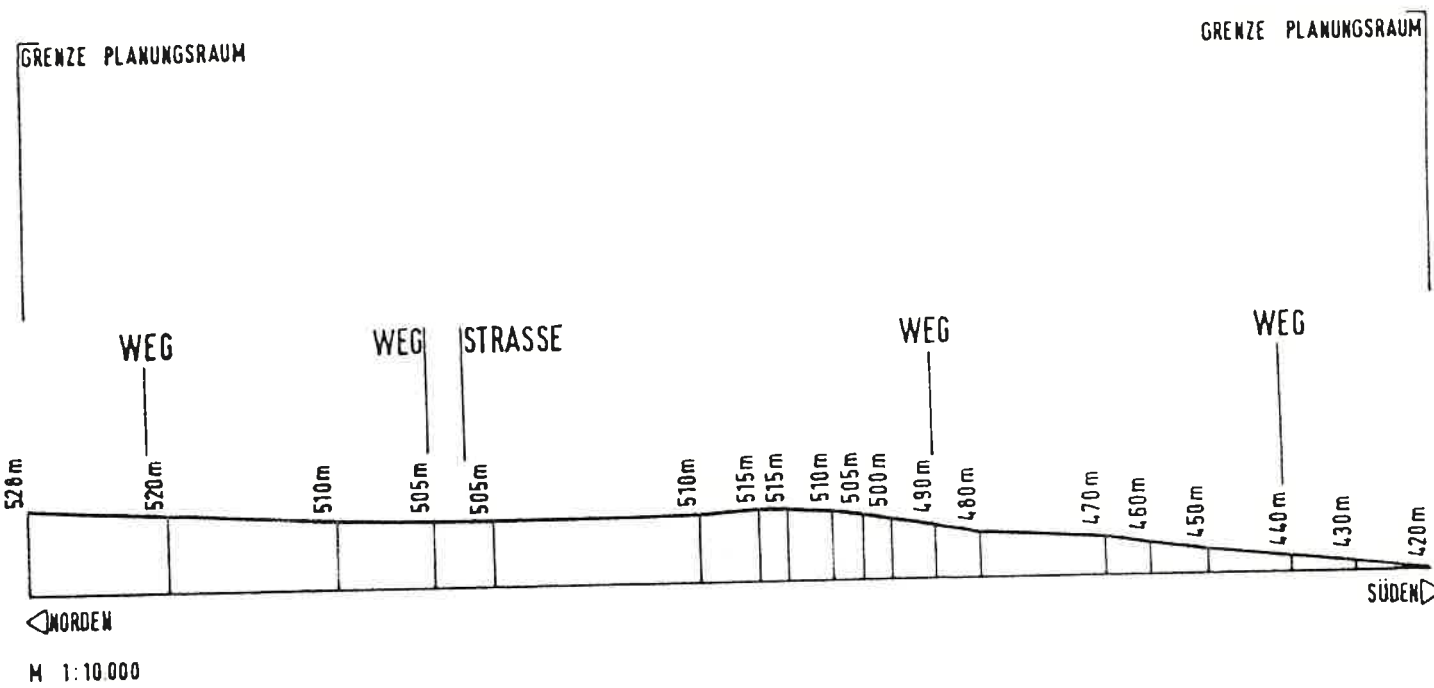 GRENZE PLANUNGSRAUM
GRENZE PLANUNGSRAUM
WEG
WEG
STRASSE
WEG
WEG
528m
520m
510m
505m
505m
510m
515m
515m
510m
505m
500m
490m
480m
470m
460m
450m
440m
430m
420m
NORDEN
SÜDEN
M 1:10.000